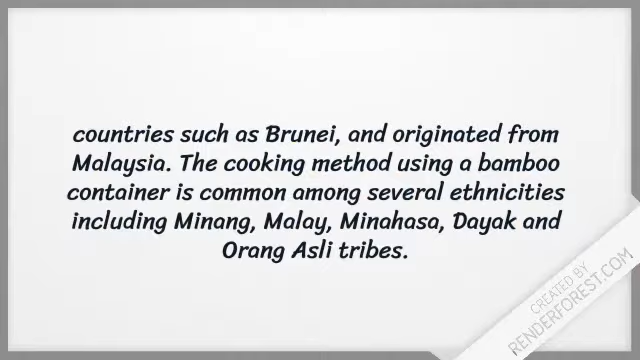 countries such as Brunei, and originated from
Malaysia. The cooking method using a bamboo
container is common among several ethnicities
including Minang, Malay, Minahasa, Dayak and
Orang Asli tribes.
CREATED BY
RENDERFOREST.COM